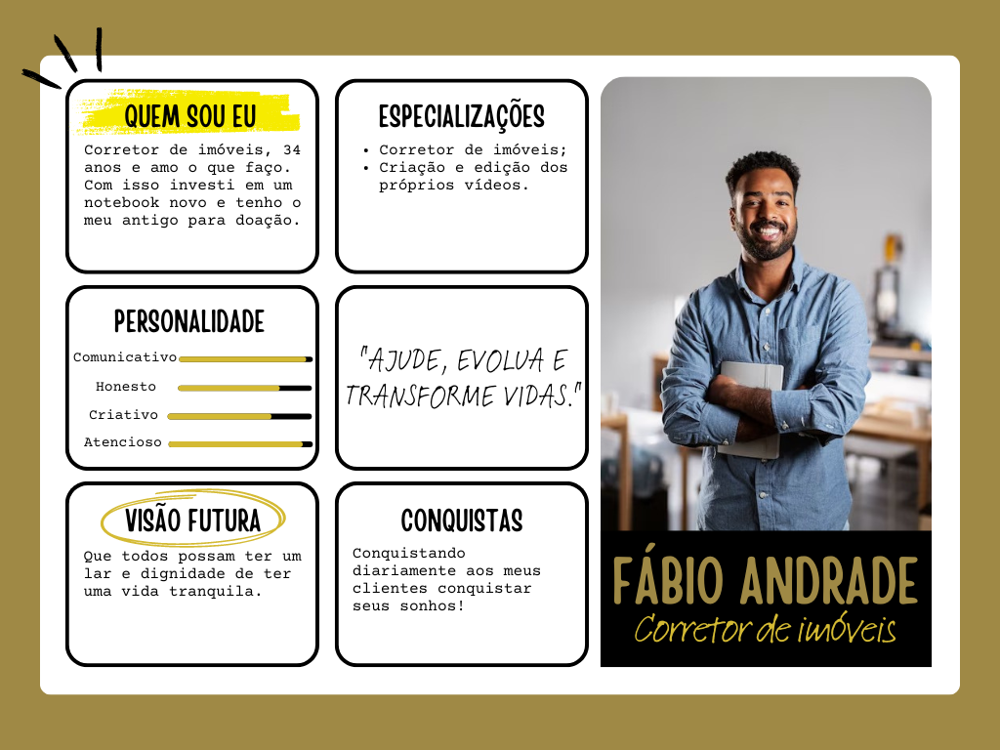 QUEM SOU EU
Corretor de imóveis, 34
anos e amo o que faço.
Com isso investi em um
notebook novo e tenho o
meu antigo para doação.
ESPECIALIZAÇÕES
• Corretor de imóveis;
• Criação e edição dos
próprios vídeos.
PERSONALIDADE
Comunicativo
Honesto
Criativo
Atencioso
"AJUDE, EVOLUA E
TRANSFORME VIDAS."
VISÃO FUTURA
Que todos possam ter um
lar e dignidade de ter
uma vida tranquila.
CONQUISTAS
Conquistando
diariamente aos meus
clientes conquistar
seus sonhos!
FÁBIO ANDRADE
Corretor de imóveis